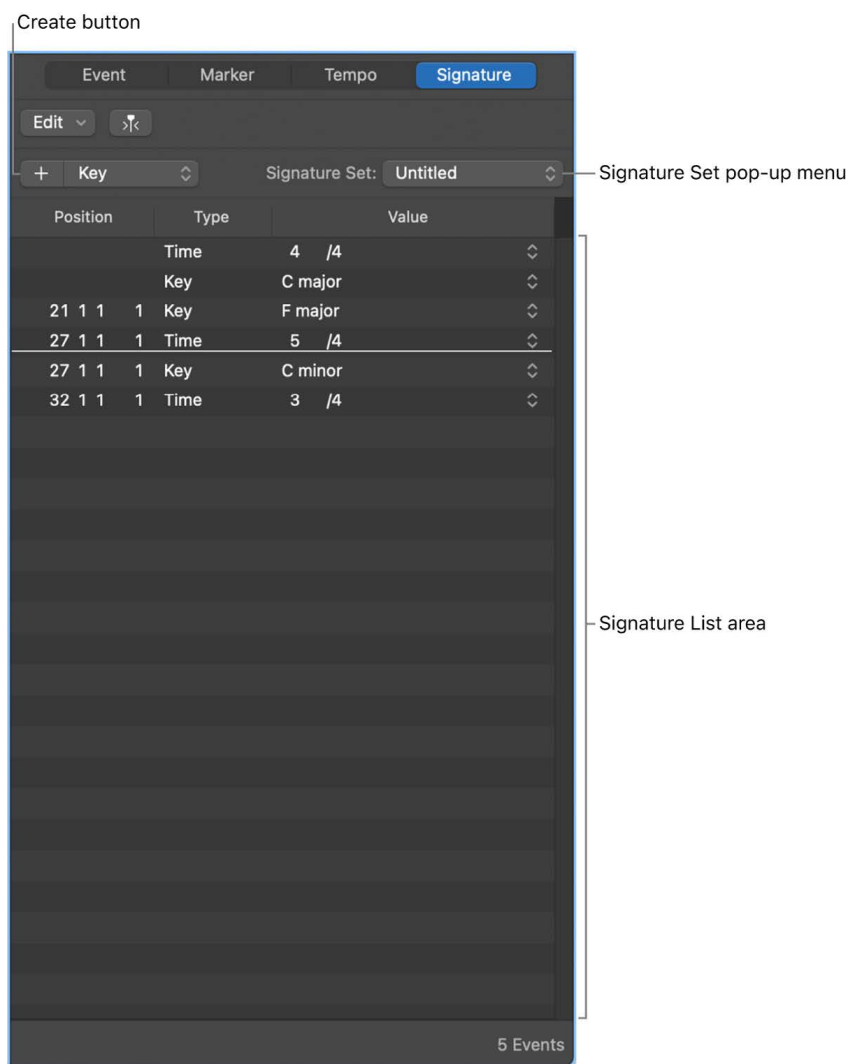 Create button
Event Marker Tempo Signature
Edit
+ Key Signature Set: Untitled Signature Set pop-up menu
Position Type Value
Time 4 /4
Key C major
21 1 1 1 Key F major
27 1 1 1 Time 5 /4
27 1 1 1 Key C minor
32 1 1 1 Time 3 /4
Signature List area
5 Events